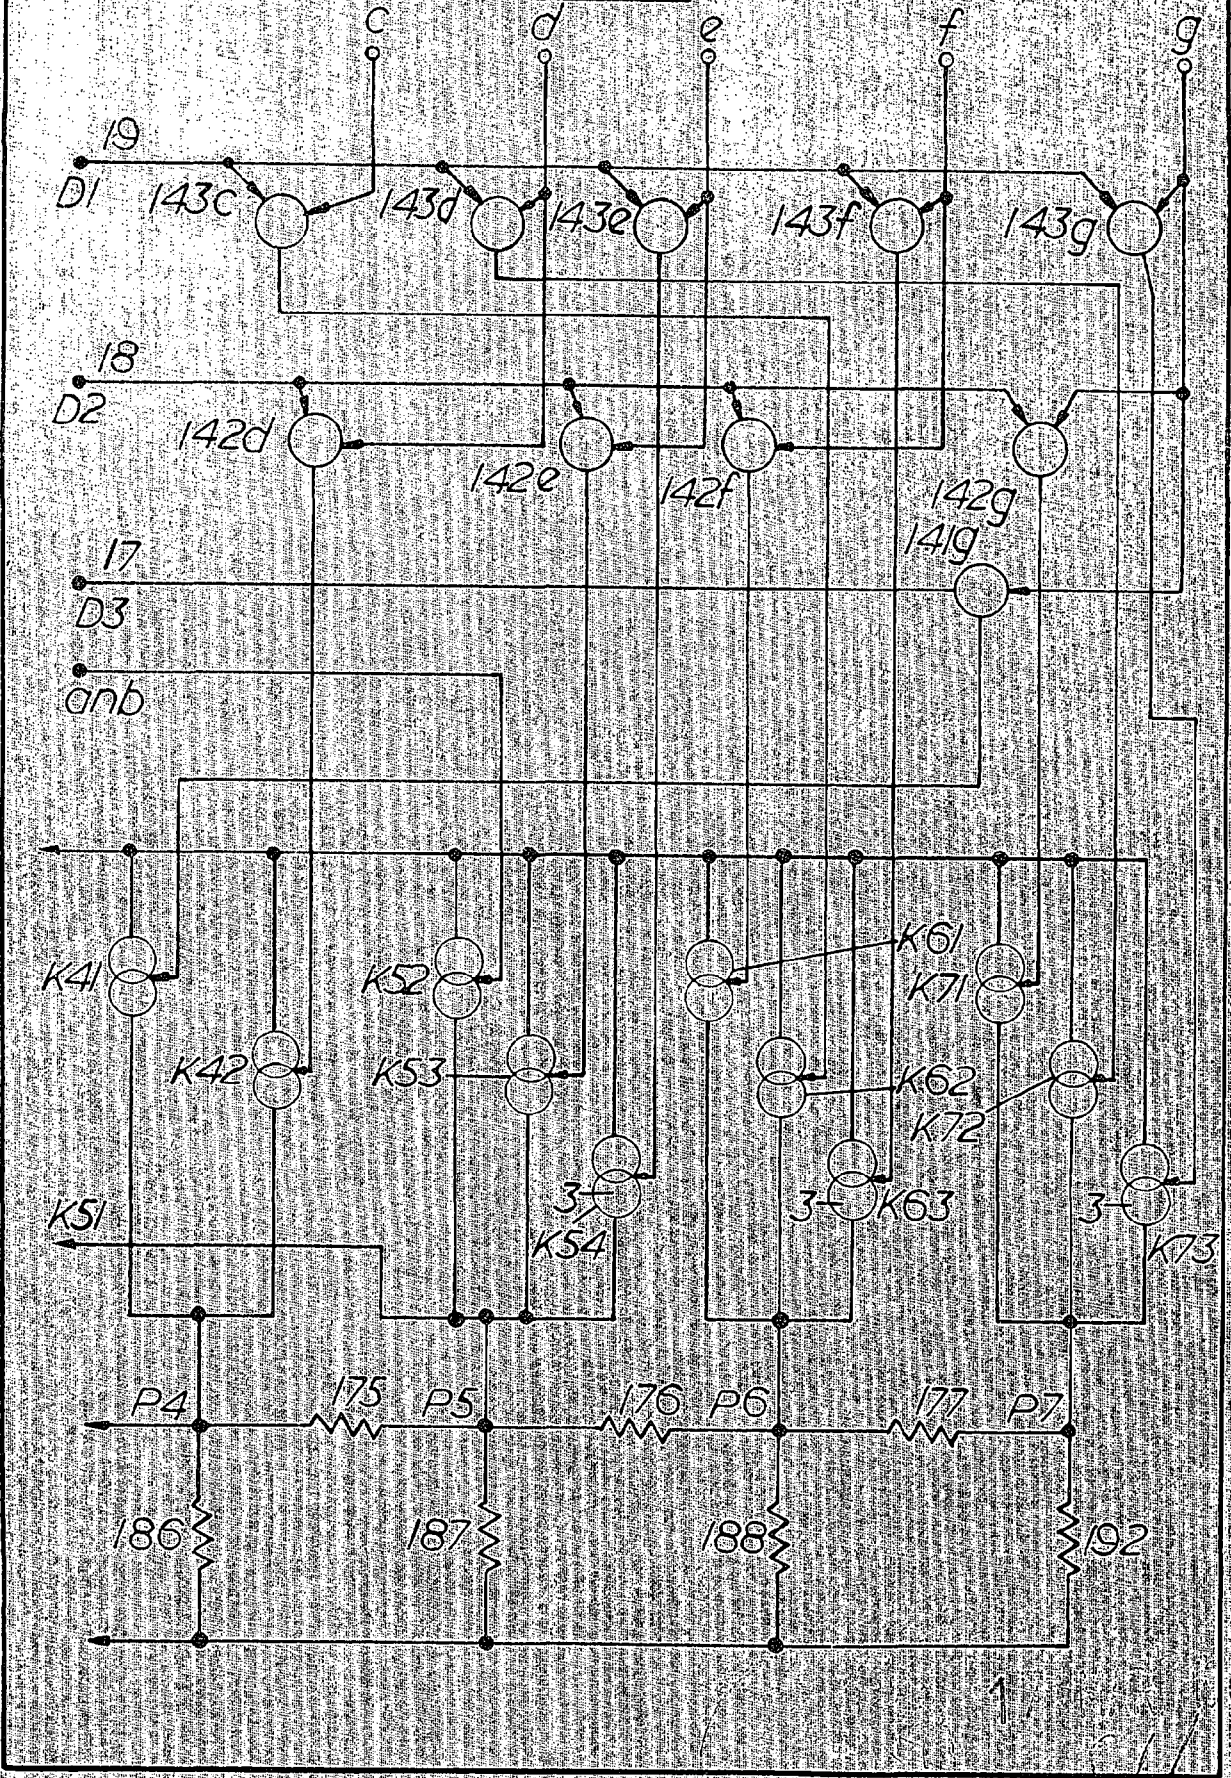 c d e f g
19
D1 143c 143d 143e 143f 143g
18
D2 142d 142e 142f 142g
141g
17
D3
anb
K41 K52 K61 K71
K42 K53 K62 K72
3 3 3
K51 K54 K63 K73
P4 175 P5 176 P6 177 P7
186 187 188 192
1